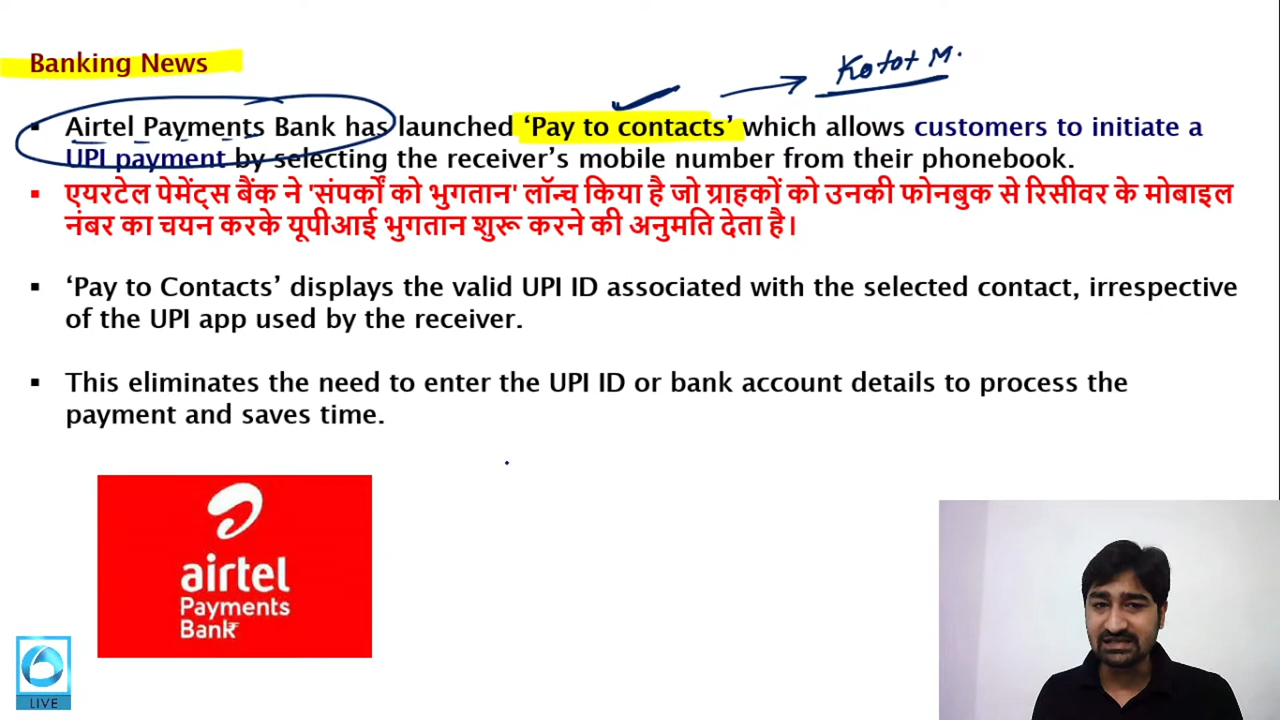 Banking News
Kotat M.
▪ Airtel Payments Bank has launched ‘Pay to contacts’ which allows customers to initiate a
UPI payment by selecting the receiver’s mobile number from their phonebook.
▪ एयरटेल पेमेंट्स बैंक ने 'संपर्कों को भुगतान' लॉन्च किया है जो ग्राहकों को उनकी फोनबुक से रिसीवर के मोबाइल
नंबर का चयन करके यूपीआई भुगतान शुरू करने की अनुमति देता है।
▪ ‘Pay to Contacts’ displays the valid UPI ID associated with the selected contact, irrespective
of the UPI app used by the receiver.
▪ This eliminates the need to enter the UPI ID or bank account details to process the
payment and saves time.
airtel
Payments
Bank
LIVE